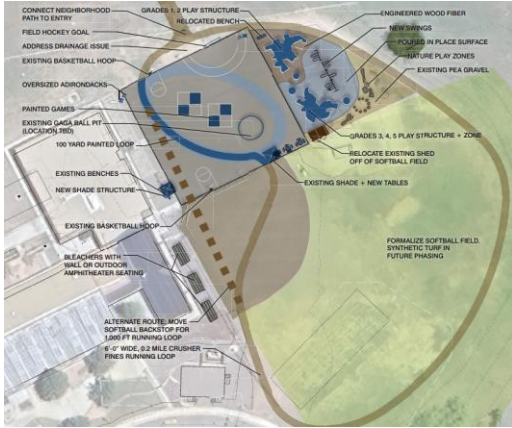 CONNECT NEIGHBORHOOD
PATH TO ENTRY
FIELD HOCKEY GOAL
ADDRESS DRAINAGE ISSUE
EXISTING BASKETBALL HOOP
OVERSIZED ADIRONDACKS
PAINTED GAMES
EXISTING GAGA BALL PIT
(LOCATION TBD)
100 YARD PAINTED LOOP
EXISTING BENCHES
NEW SHADE STRUCTURE
EXISTING BASKETBALL HOOP
BLEACHERS WITH
WALL OR OUTDOOR
AMPHITHEATER SEATING
ALTERNATE ROUTE; MOVE
SOFTBALL BACKSTOP FOR
1,000 FT RUNNING LOOP
6'-0" WIDE, 0.2 MILE CRUSHER
FINES RUNNING LOOP
GRADES 1, 2 PLAY STRUCTURE
RELOCATED BENCH
ENGINEERED WOOD FIBER
NEW SWINGS
POURED IN PLACE SURFACE
NATURE PLAY ZONES
EXISTING PEA GRAVEL
GRADES 3, 4, 5 PLAY STRUCTURE + ZONE
RELOCATE EXISTING SHED
OFF OF SOFTBALL FIELD
EXISTING SHADE + NEW TABLES
FORMALIZE SOFTBALL FIELD,
SYNTHETIC TURF IN
FUTURE PHASING